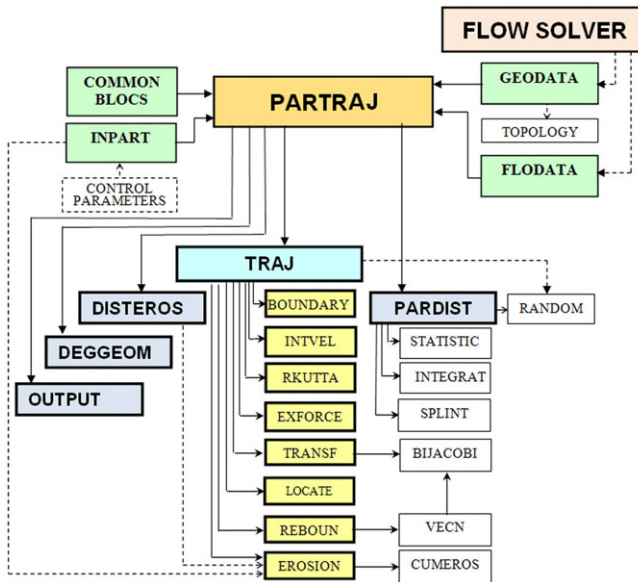 FLOW SOLVER
COMMON
BLOCS
PARTRAJ
GEODATA
INPART
TOPOLOGY
CONTROL
PARAMETERS
FLODATA
TRAJ
DISTEROS
BOUNDARY
PARDIST
RANDOM
DEGGEOM
INTVEL
STATISTIC
OUTPUT
RKUTTA
INTEGRAT
EXFORCE
SPLINT
TRANSF
BIJACOBI
LOCATE
REBOUN
VECN
EROSION
CUMEROS